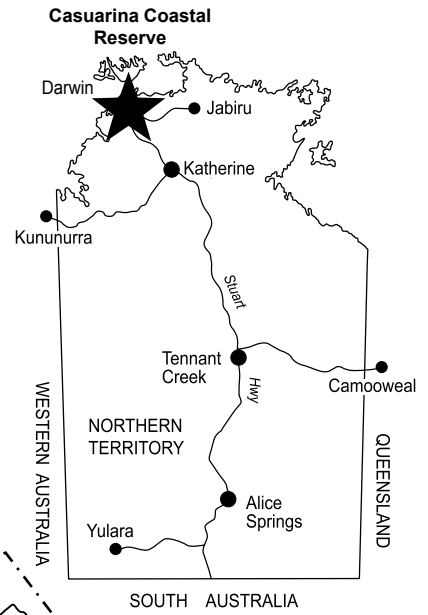 Casuarina Coastal
Reserve
Darwin
Jabiru
Katherine
Kununurra
Stuart
Tennant
Creek
Hwy
Camooweal
WESTERN AUSTRALIA
NORTHERN
TERRITORY
QUEENSLAND
Alice
Springs
Yulara
SOUTH AUSTRALIA